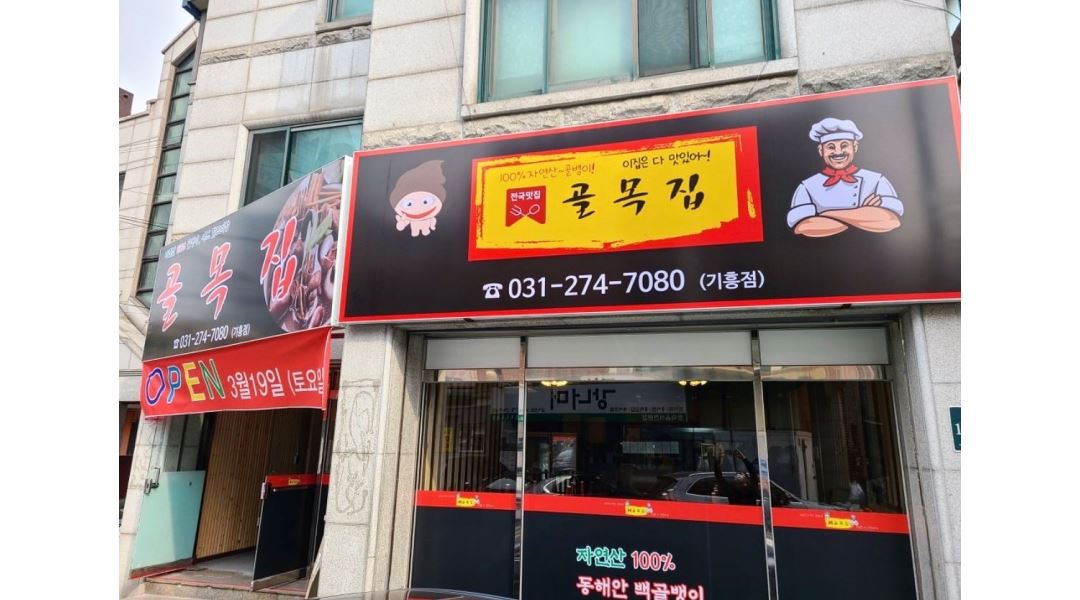 100% 자연산~골뱅이!
이집은 다 맛있어~!
전국맛집
골목집
☎ 031-274-7080 (기흥점)
골목집
☎ 031-274-7080 (기흥점)
OPEN 3월19일 (토요일
자연산 100%
동해안 백골뱃이